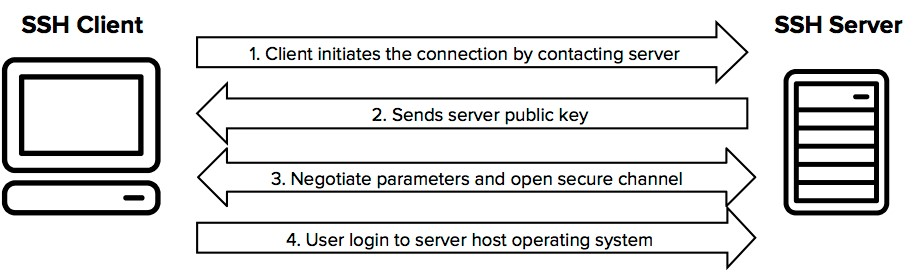 SSH Client
SSH Server
1. Client initiates the connection by contacting server
2. Sends server public key
3. Negotiate parameters and open secure channel
4. User login to server host operating system